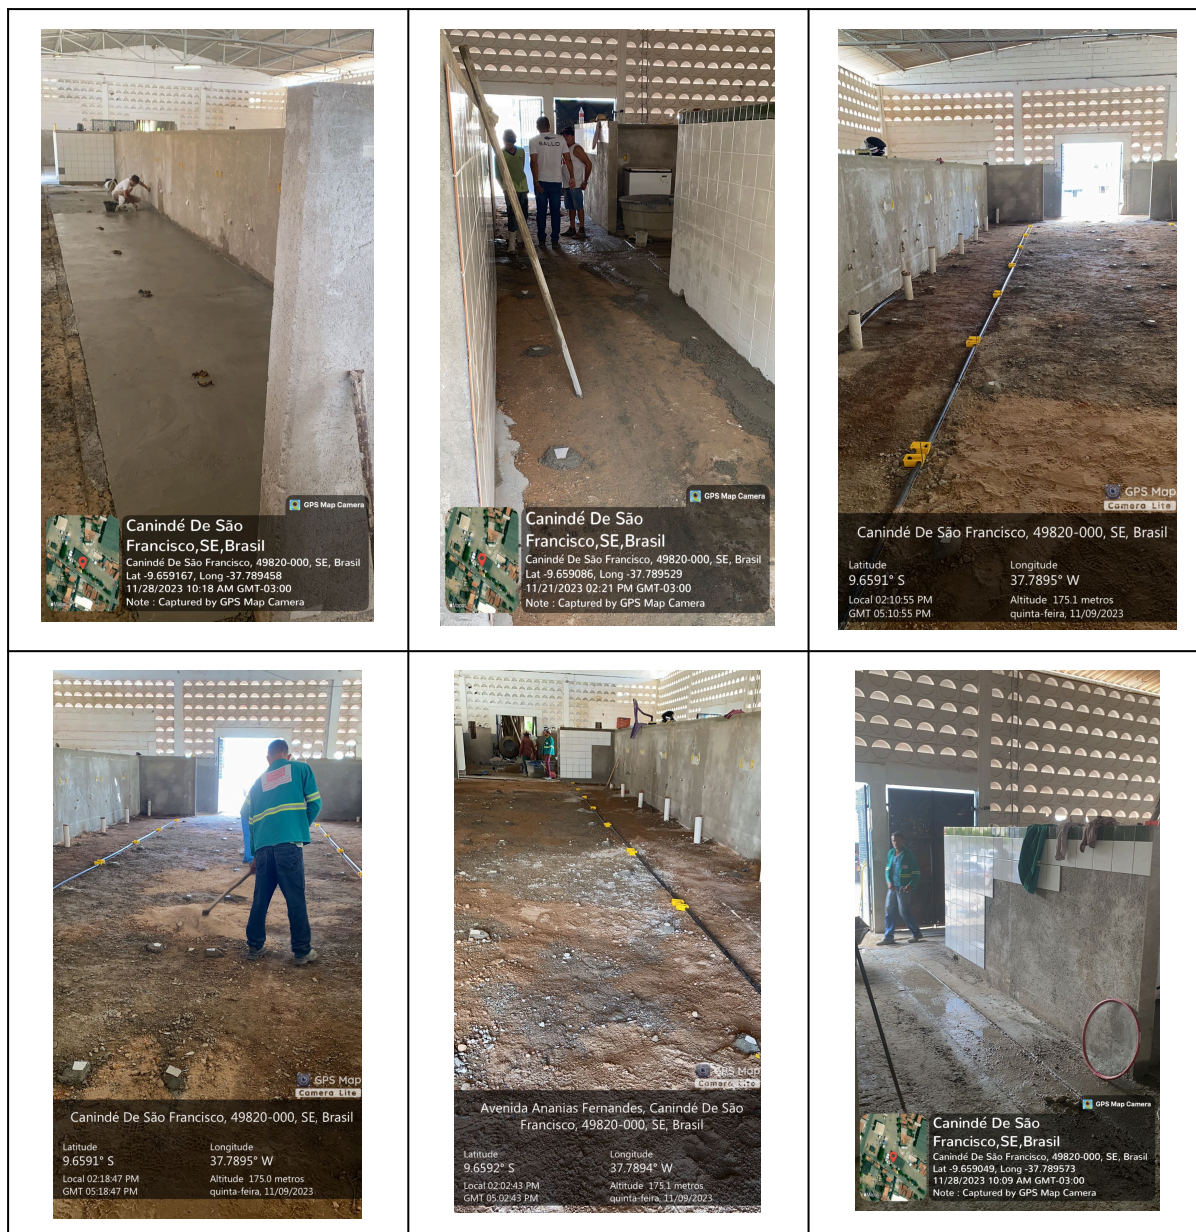 GPS Map Camera
Canindé De São
Francisco,SE,Brasil
Canindé De São Francisco, 49820-000, SE, Brasil
Lat -9.659167, Long -37.789458
11/28/2023 10:18 AM GMT-03:00
Note : Captured by GPS Map Camera
GALLO
GPS Map Camera
Canindé De São
Francisco,SE,Brasil
Canindé De São Francisco, 49820-000, SE, Brasil
Lat -9.659086, Long -37.789529
11/21/2023 02:21 PM GMT-03:00
Note : Captured by GPS Map Camera
GPS Map
Camera Lite
Canindé De São Francisco, 49820-000, SE, Brasil
Latitude Longitude
9.6591° S 37.7895° W
Local 02:10:55 PM Altitude 175.1 metros
GMT 05:10:55 PM quinta-feira, 11/09/2023
GPS Map
Camera Lite
Canindé De São Francisco, 49820-000, SE, Brasil
Latitude Longitude
9.6591° S 37.7895° W
Local 02:18:47 PM Altitude 175.0 metros
GMT 05:18:47 PM quinta-feira, 11/09/2023
GPS Map
Camera Lite
Avenida Ananias Fernandes, Canindé De São
Francisco, 49820-000, SE, Brasil
Latitude Longitude
9.6592° S 37.7894° W
Local 02:02:43 PM Altitude 175.1 metros
GMT 05:02:43 PM quinta-feira, 11/09/2023
GPS Map Camera
Canindé De São
Francisco,SE,Brasil
Canindé De São Francisco, 49820-000, SE, Brasil
Lat -9.659049, Long -37.789573
11/28/2023 10:09 AM GMT-03:00
Note : Captured by GPS Map Camera